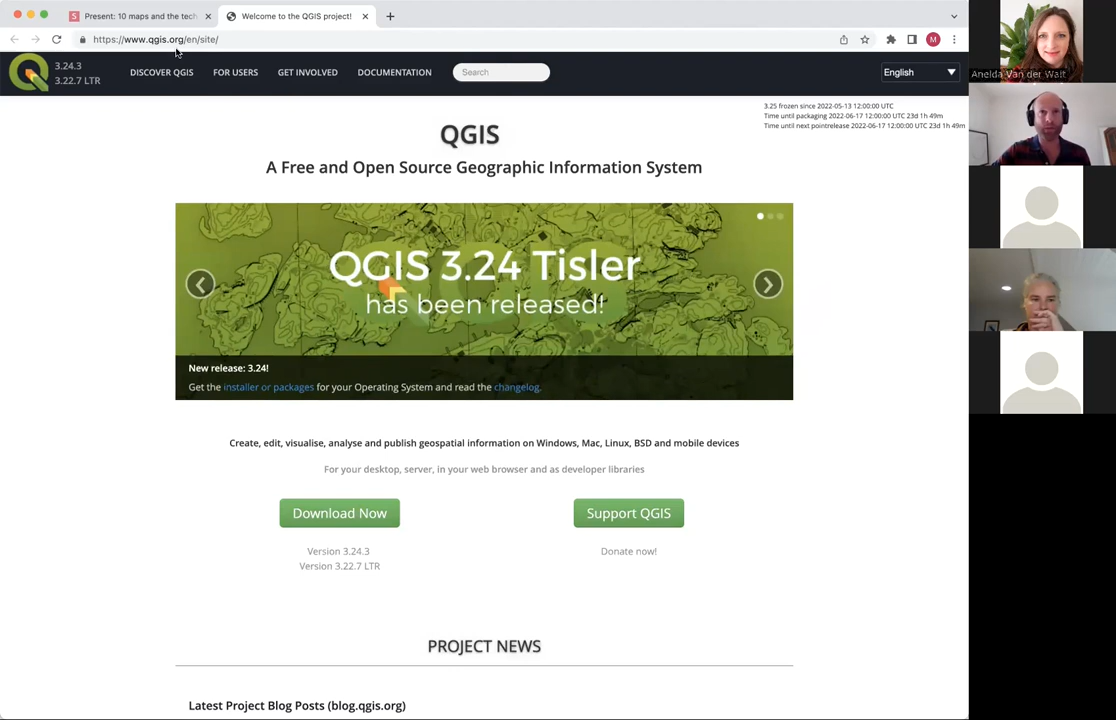 Present: 10 maps and the tech
Welcome to the QGIS project!
https://www.qgis.org/en/site/
M
3.24.3
3.22.7 LTR
DISCOVER QGIS
FOR USERS
GET INVOLVED
DOCUMENTATION
Search
English
Anelda Van der Walt
3.25 frozen since 2022-05-13 12:00:00 UTC
Time until packaging 2022-06-17 12:00:00 UTC 23d 1h 49m
Time until next pointrelease 2022-06-17 12:00:00 UTC 23d 1h 49m
QGIS
A Free and Open Source Geographic Information System
QGIS 3.24 Tisler
has been released!
New release: 3.24!
Get the installer or packages for your Operating System and read the changelog.
Create, edit, visualise, analyse and publish geospatial information on Windows, Mac, Linux, BSD and mobile devices
For your desktop, server, in your web browser and as developer libraries
Download Now
Support QGIS
Version 3.24.3
Version 3.22.7 LTR
Donate now!
PROJECT NEWS
Latest Project Blog Posts (blog.qgis.org)